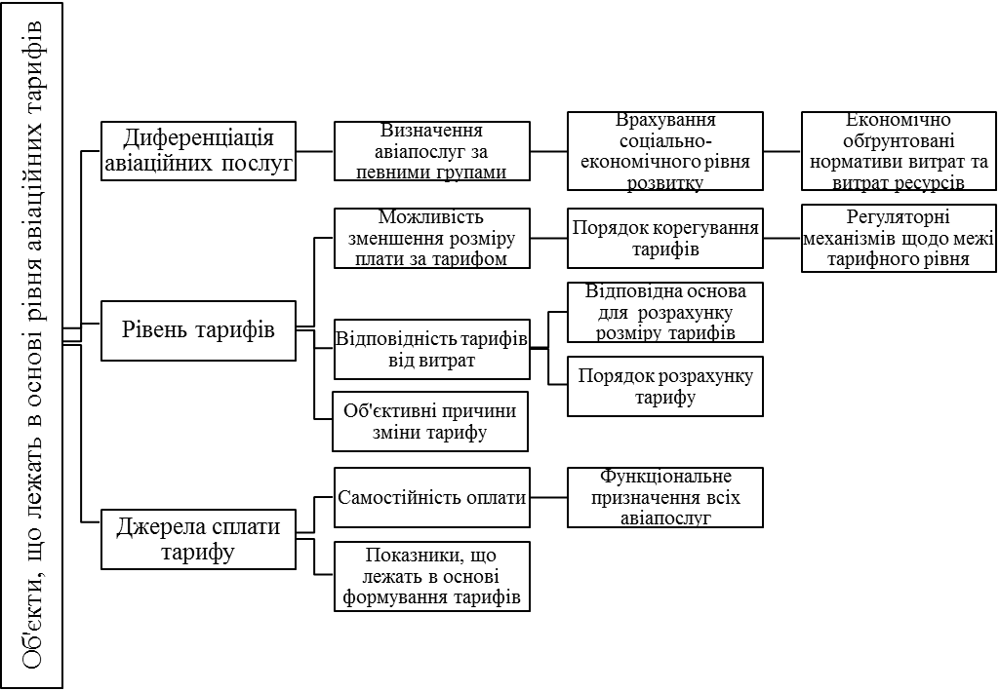 Об'єкти, що лежать в основі рівня авіаційних тарифів
Диференціація
авіаційних послуг
Визначення
авіапослуг за
певними групами
Врахування
соціально-
економічного рівня
розвитку
Економічно
обґрунтовані
нормативи витрат та
витрат ресурсів
Рівень тарифів
Можливість
зменшення розміру
плати за тарифом
Порядок корегування
тарифів
Регуляторні
механізмів щодо межі
тарифного рівня
Відповідність тарифів
від витрат
Відповідна основа
для розрахунку
розміру тарифів
Порядок розрахунку
тарифу
Об'єктивні причини
зміни тарифу
Джерела сплати
тарифу
Самостійність оплати
Функціональне
призначення всіх
авіапослуг
Показники, що
лежать в основі
формування тарифів